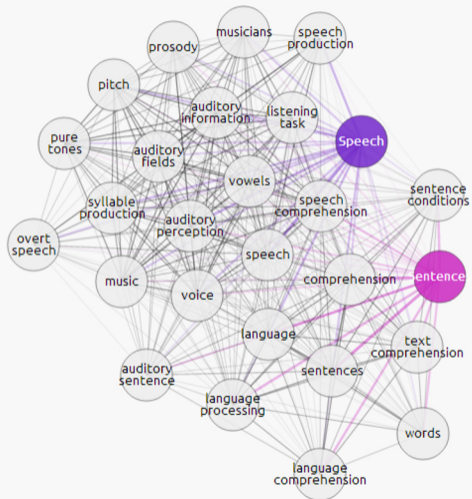 musicians
speech
production
prosody
pitch
auditory
information
listening
task
pure
tones
auditory
fields
Speech
vowels
sentence
conditions
syllable
production
speech
comprehension
auditory
perception
overt
speech
speech
music
voice
comprehension
entence
language
text
comprehension
auditory
sentence
sentences
language
processing
words
language
comprehension